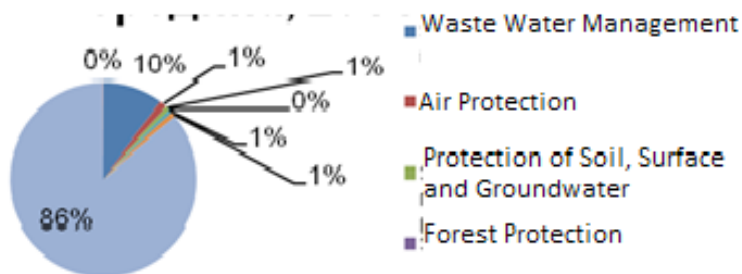 0% 10% 1% 1%
0%
1%
1%
86%
Waste Water Management
Air Protection
Protection of Soil, Surface
and Groundwater
Forest Protection